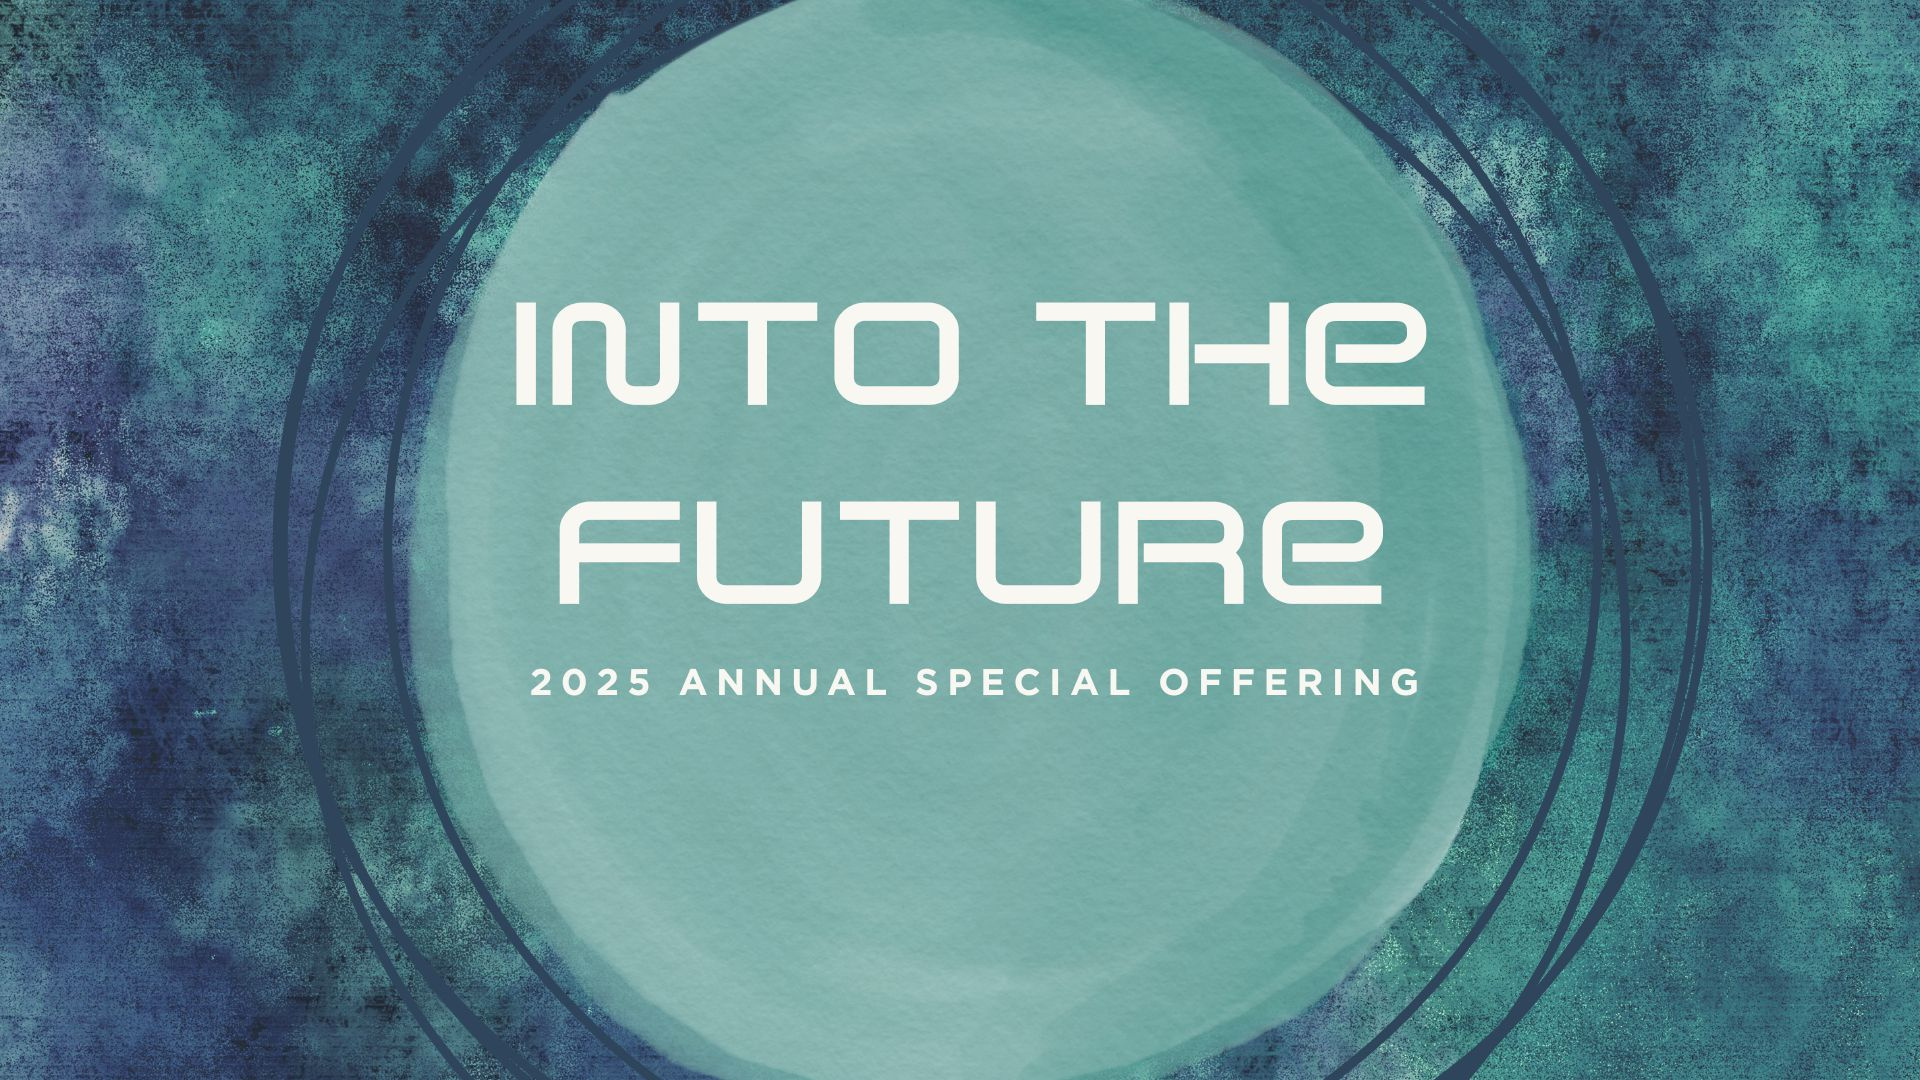 INTO THE
FUTURE
2025 ANNUAL SPECIAL OFFERING